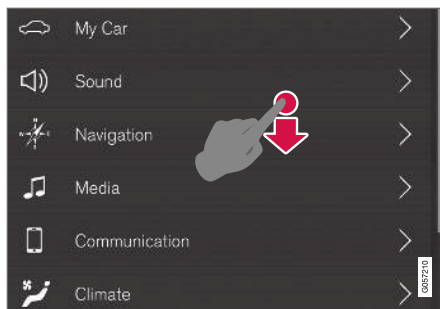 My Car
Sound
Navigation
Media
Communication
Climate
G057210